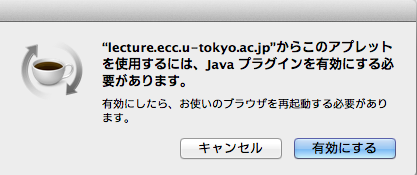 “lecture.ecc.u-tokyo.ac.jp”からこのアプレット
を使用するには、Java プラグインを有効にする必
要があります。
有効にしたら、お使いのブラウザを再起動する必要があり
ます。
キャンセル
有効にする